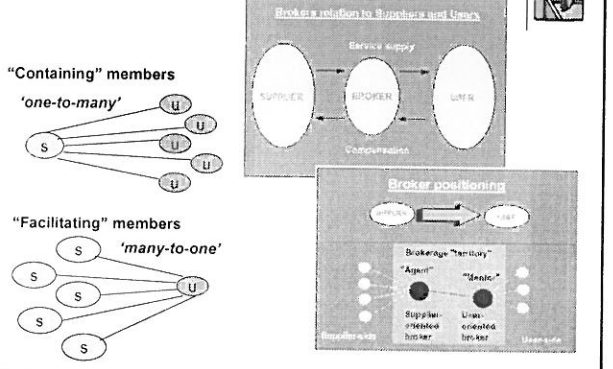 "Containing" members
'one-to-many'
s
u
u
u
u
u
"Facilitating" members
'many-to-one'
s
s
s
s
s
u
Brokers relation to Suppliers and Users
Service supply
SUPPLIER
BROKER
USER
Compensation
Broker positioning
SUPPLIER
USER
Brokerage "territory"
"Agent"
"Mentor"
Supplier-
oriented
broker
User-
oriented
broker
Supplier-side
User-side